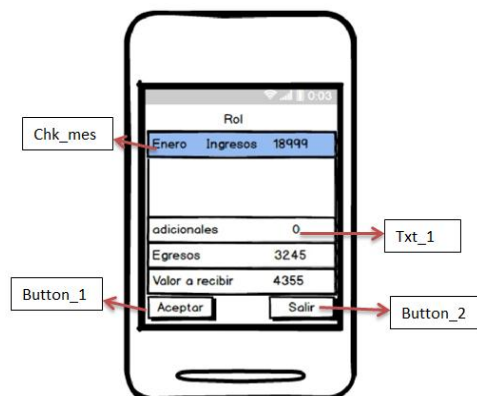 0:03
Rol
Chk_mes
Enero Ingresos 18999
adicionales 0
Txt_1
Egresos 3245
Valor a recibir 4355
Button_1
Aceptar Salir
Button_2